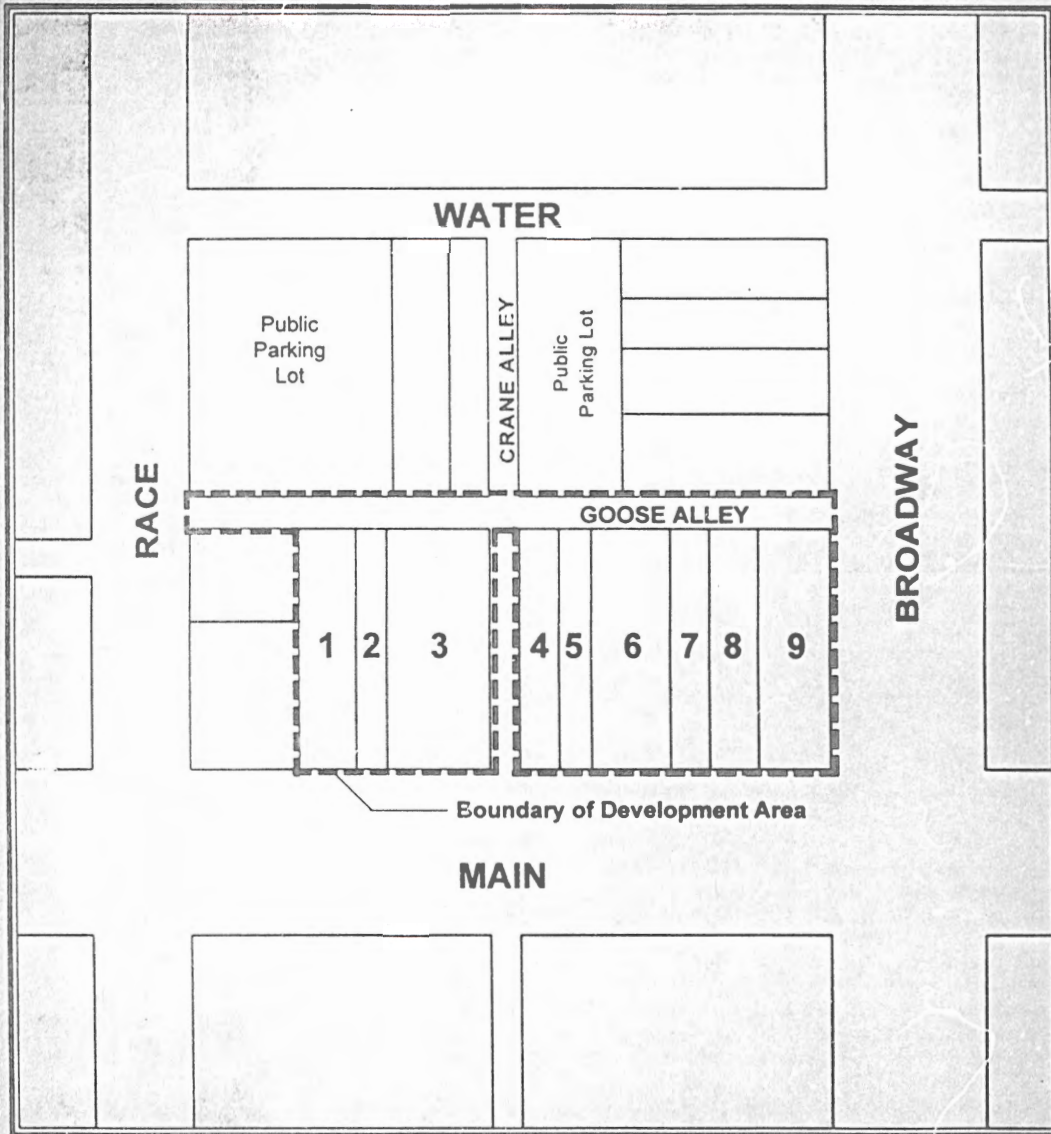 WATER
Public
Parking
Lot
CRANE ALLEY
Public
Parking Lot
RACE
GOOSE ALLEY
BROADWAY
1 2 3 4 5 6 7 8 9
Boundary of Development Area
MAIN